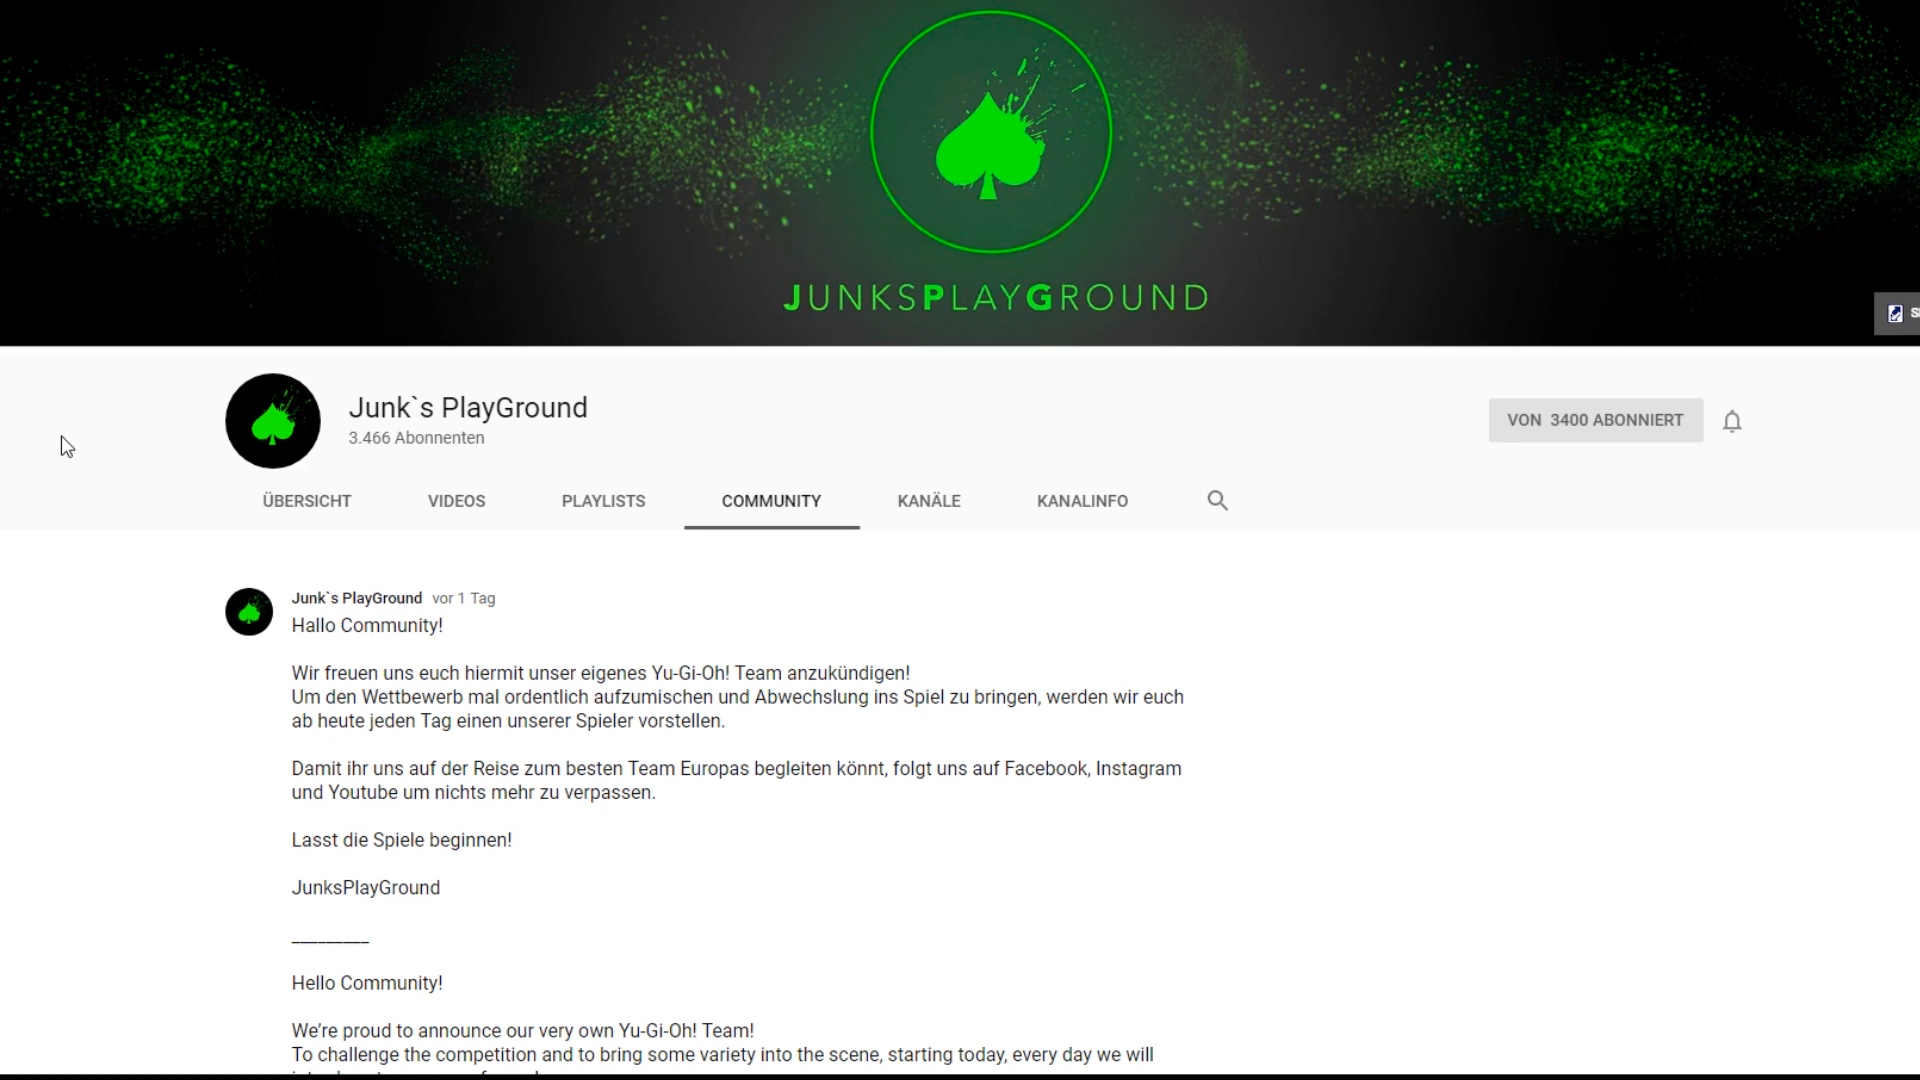 JUNKSPLAYGROUND
Junk`s PlayGround
3.466 Abonnenten
VON 3400 ABONNIERT
ÜBERSICHT VIDEOS PLAYLISTS COMMUNITY KANÄLE KANALINFO
Junk`s PlayGround vor 1 Tag
Hallo Community!
Wir freuen uns euch hiermit unser eigenes Yu-Gi-Oh! Team anzukündigen!
Um den Wettbewerb mal ordentlich aufzumischen und Abwechslung ins Spiel zu bringen, werden wir euch
ab heute jeden Tag einen unserer Spieler vorstellen.
Damit ihr uns auf der Reise zum besten Team Europas begleiten könnt, folgt uns auf Facebook, Instagram
und Youtube um nichts mehr zu verpassen.
Lasst die Spiele beginnen!
JunksPlayGround
_________
Hello Community!
We’re proud to announce our very own Yu-Gi-Oh! Team!
To challenge the competition and to bring some variety into the scene, starting today, every day we will